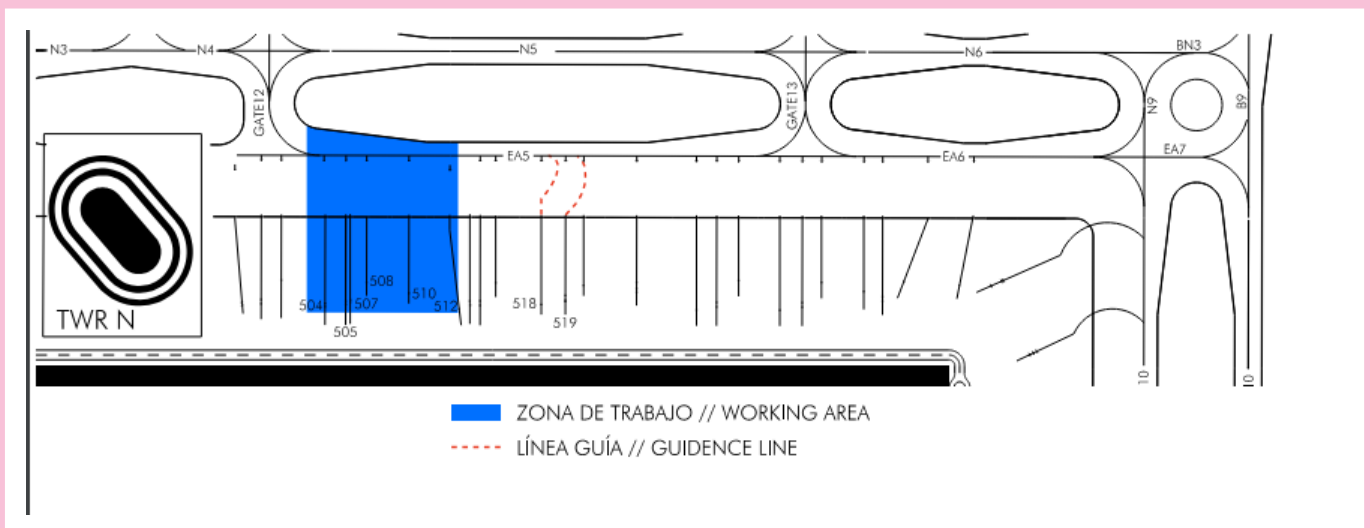 N3
N4
N5
N6
BN3
GATE12
GATE13
N9
B9
EA5
EA6
EA7
508
510
504
507
512
518
505
519
TWR N
10
10
ZONA DE TRABAJO // WORKING AREA
LÍNEA GUÍA // GUIDENCE LINE